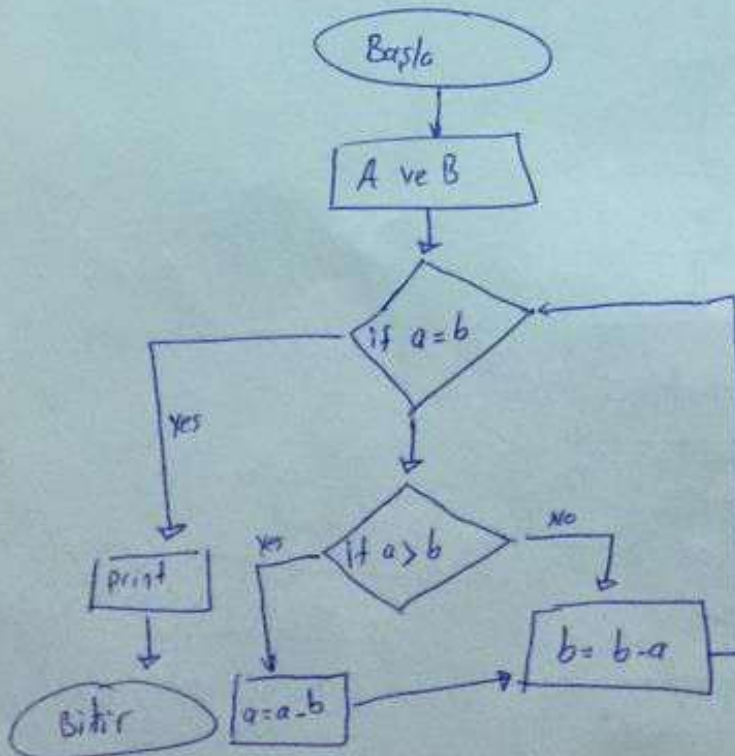 Başla
A ve B
if a = b
Yes
if a > b
Yes
No
print
a = a - b
b = b - a
Bitir